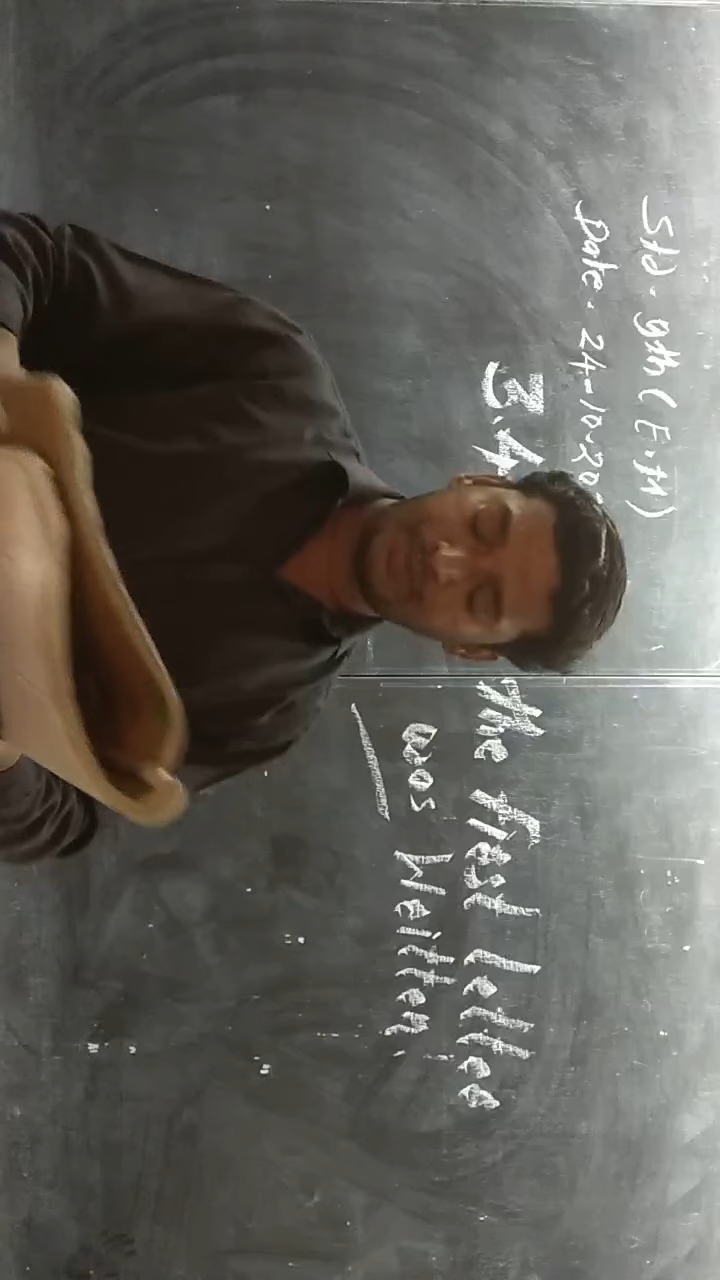 Std. 9th (E.M)
Date. 24-10-20
3.4
the first letter
was Written.